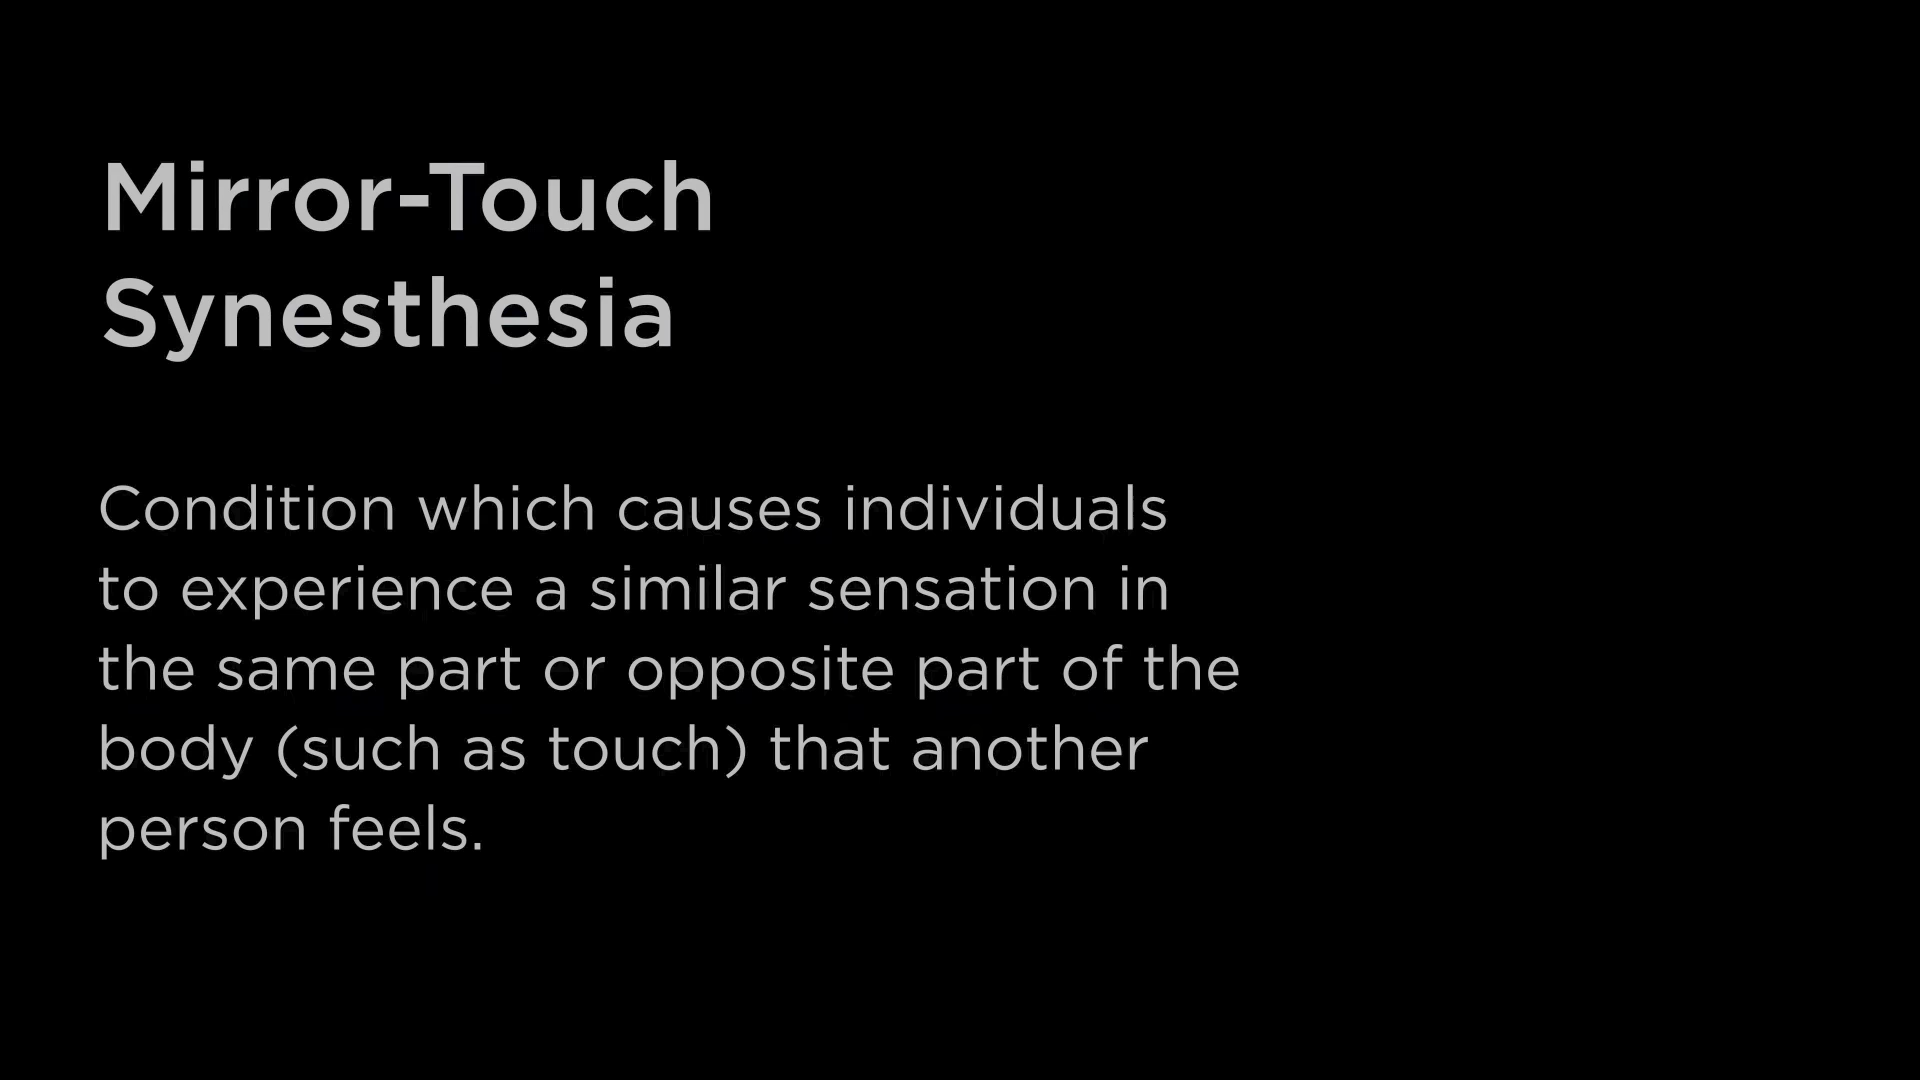 Mirror-Touch
Synesthesia
Condition which causes individuals
to experience a similar sensation in
the same part or opposite part of the
body (such as touch) that another
person feels.